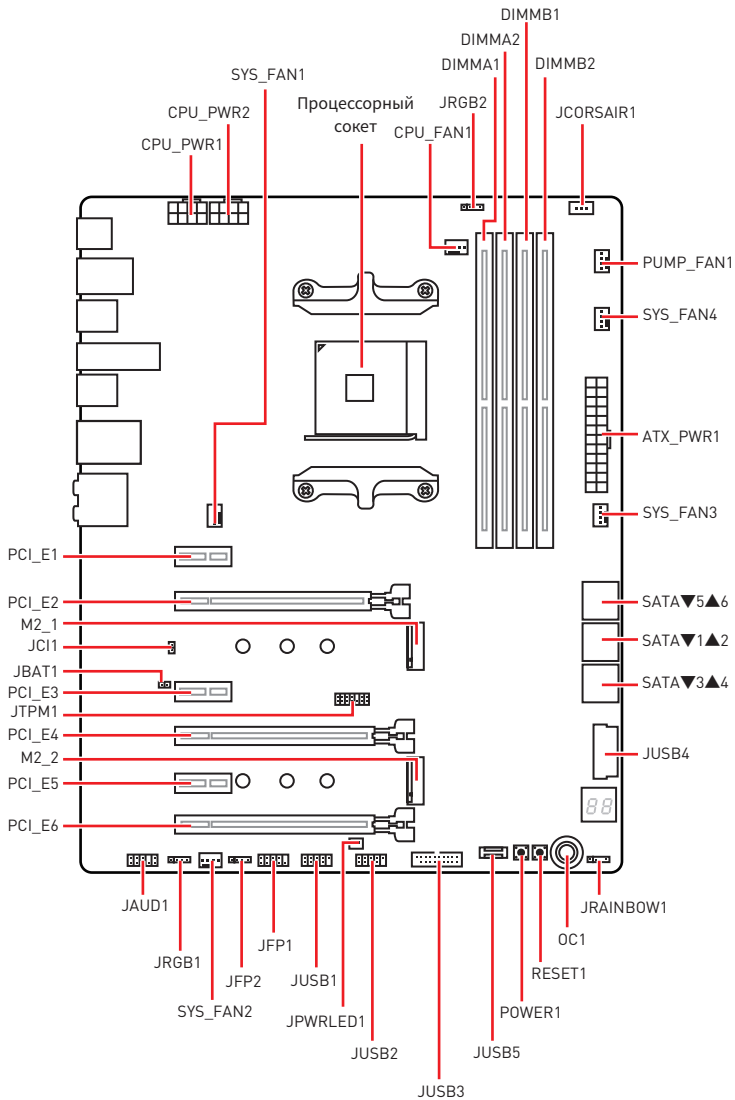 DIMMB1
DIMMA2
DIMMA1
DIMMB2
SYS_FAN1
Процессорный
сокет
JRGB2
CPU_PWR2
JCORSAIR1
CPU_FAN1
CPU_PWR1
PUMP_FAN1
SYS_FAN4
ATX_PWR1
SYS_FAN3
PCI_E1
PCI_E2
SATA▼5▲6
M2_1
JCI1
SATA▼1▲2
JBAT1
PCI_E3
SATA▼3▲4
JTPM1
PCI_E4
JUSB4
M2_2
PCI_E5
88
PCI_E6
JAUD1
JRAINBOW1
JRGB1
JFP1
OC1
JFP2
JUSB1
RESET1
SYS_FAN2
JPWRLED1
POWER1
JUSB2
JUSB5
JUSB3